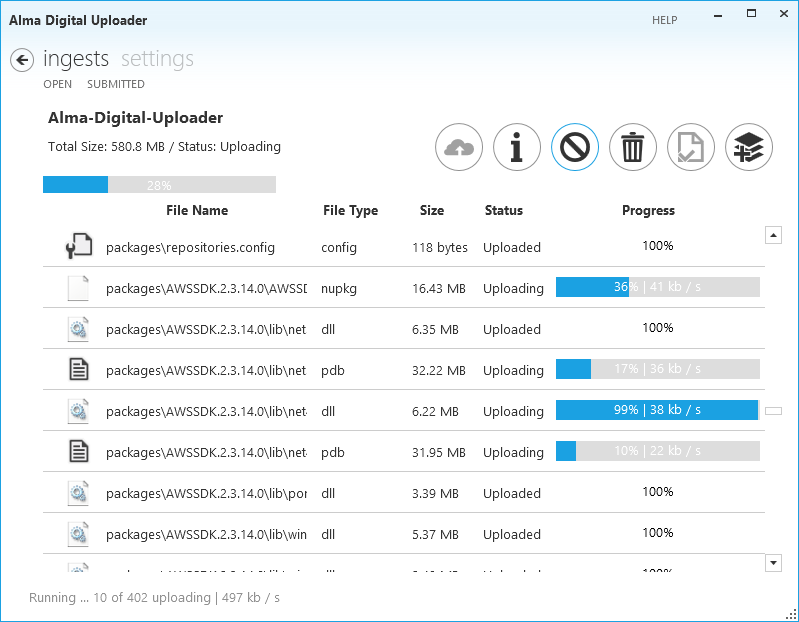 Alma Digital Uploader
HELP
ingests settings
OPEN SUBMITTED
Alma-Digital-Uploader
Total Size: 580.8 MB / Status: Uploading
28%
File Name File Type Size Status Progress
packages\repositories.config config 118 bytes Uploaded 100%
packages\AWSSDK.2.3.14.0\AWSSD nupkg 16.43 MB Uploading 36% | 41 kb / s
packages\AWSSDK.2.3.14.0\lib\net dll 6.35 MB Uploaded 100%
packages\AWSSDK.2.3.14.0\lib\net pdb 32.22 MB Uploading 17% | 36 kb / s
packages\AWSSDK.2.3.14.0\lib\net dll 6.22 MB Uploading 99% | 38 kb / s
packages\AWSSDK.2.3.14.0\lib\net pdb 31.95 MB Uploading 10% | 22 kb / s
packages\AWSSDK.2.3.14.0\lib\por dll 3.39 MB Uploaded 100%
packages\AWSSDK.2.3.14.0\lib\win dll 5.37 MB Uploaded 100%
Running ... 10 of 402 uploading | 497 kb / s